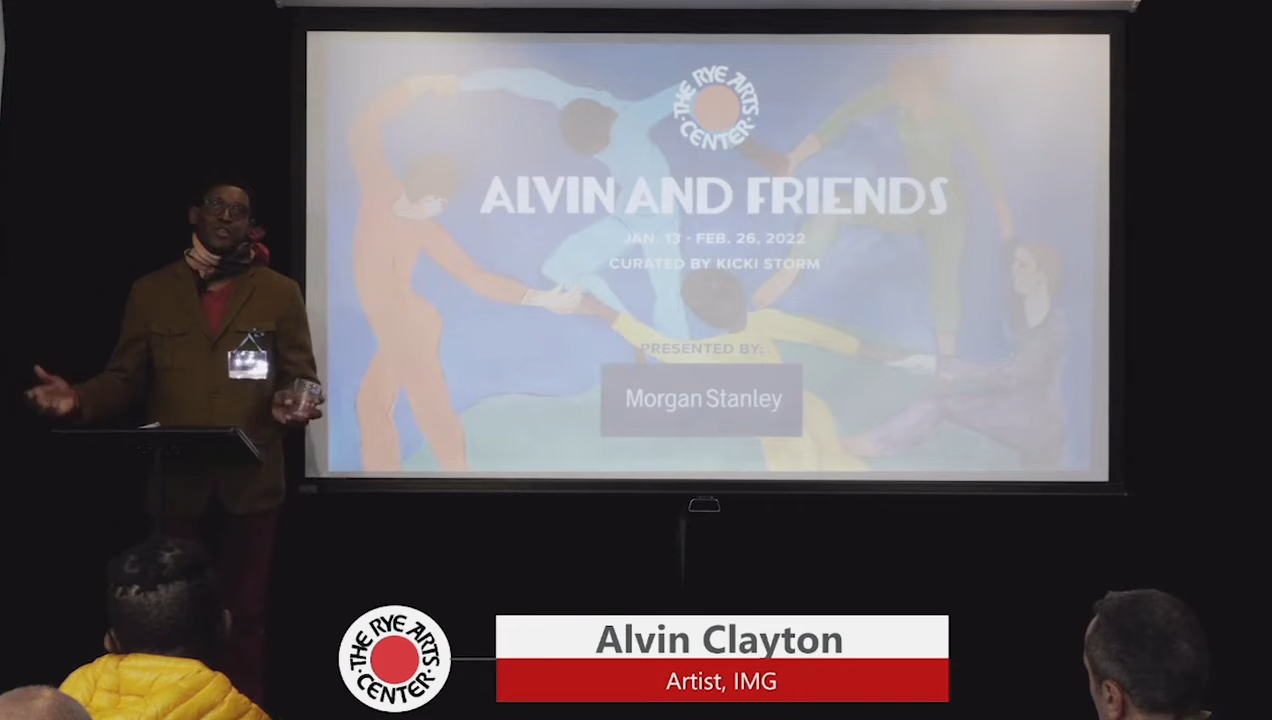 THE RYE ARTS
CENTER
ALVIN AND FRIENDS
JAN. 13 - FEB. 26, 2022
CURATED BY KICKI STORM
PRESENTED BY:
Morgan Stanley
THE RYE ARTS
CENTER
Alvin Clayton
Artist, IMG